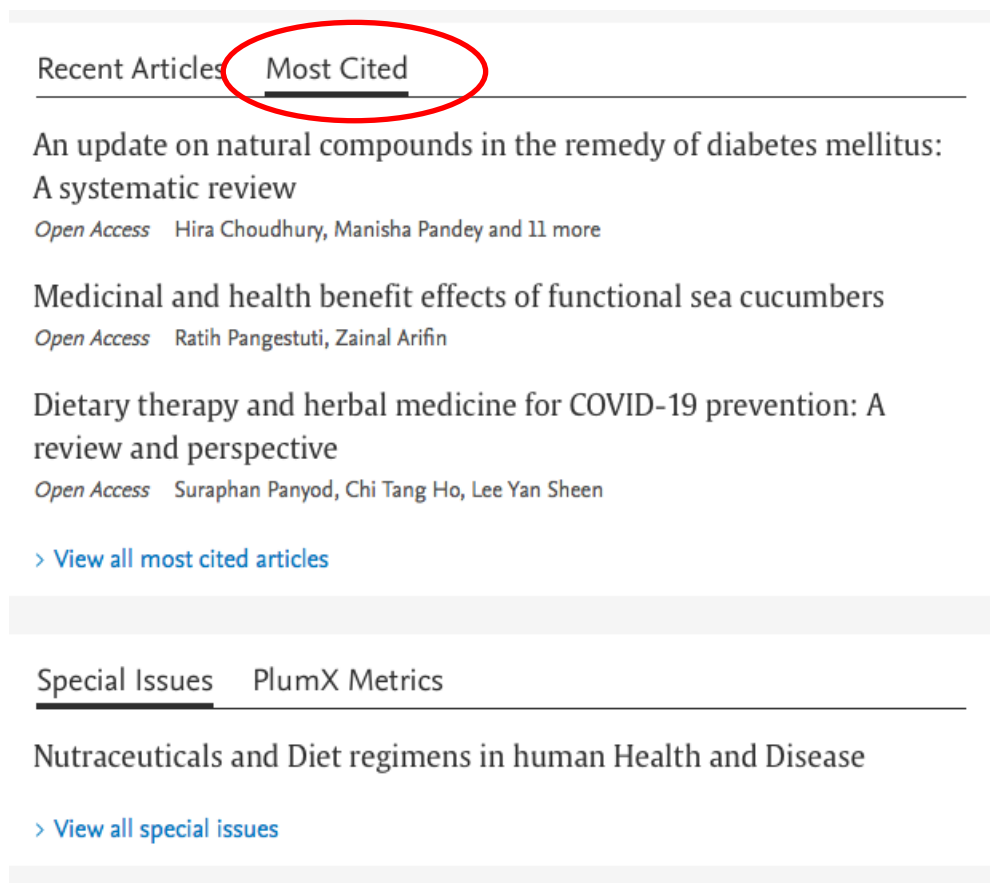 Recent Articles Most Cited
An update on natural compounds in the remedy of diabetes mellitus:
A systematic review
Open Access Hira Choudhury, Manisha Pandey and 11 more
Medicinal and health benefit effects of functional sea cucumbers
Open Access Ratih Pangestuti, Zainal Arifin
Dietary therapy and herbal medicine for COVID-19 prevention: A
review and perspective
Open Access Suraphan Panyod, Chi Tang Ho, Lee Yan Sheen
> View all most cited articles
Special Issues PlumX Metrics
Nutraceuticals and Diet regimens in human Health and Disease
> View all special issues